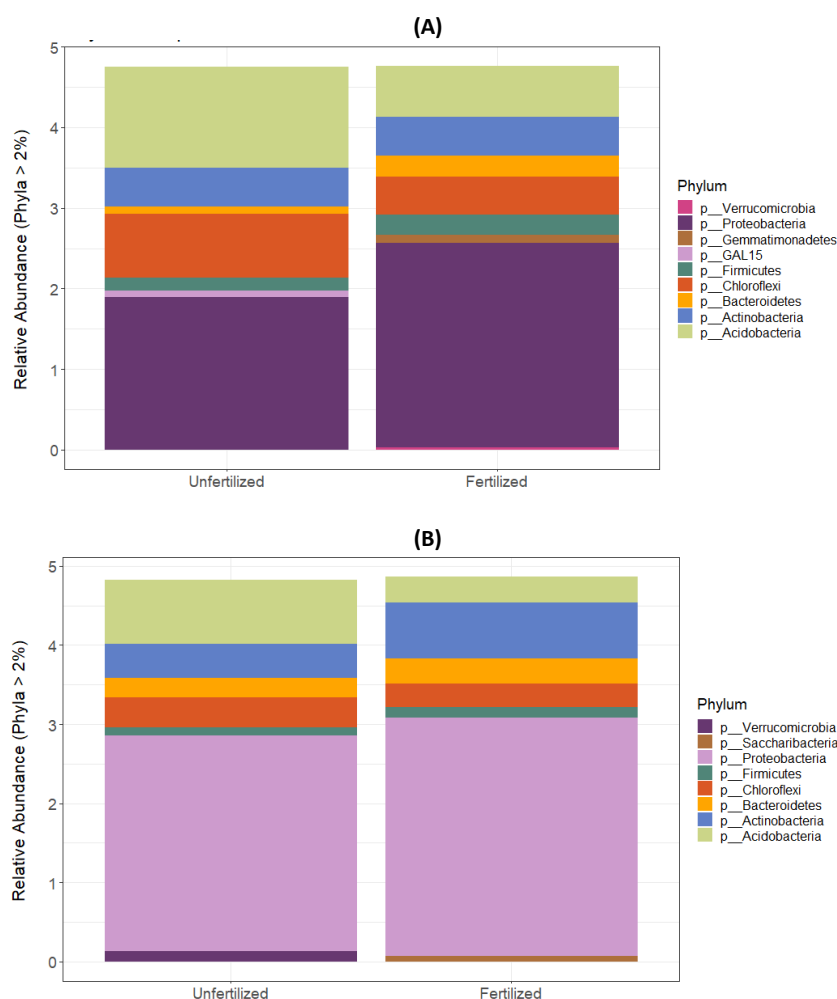 (A)
Relative Abundance (Phyla > 2%)
5
4
3
2
1
0
Unfertilized Fertilized
Phylum
p__Verrucomicrobia
p__Proteobacteria
p__Gemmatimonadetes
p__GAL15
p__Firmicutes
p__Chloroflexi
p__Bacteroidetes
p__Actinobacteria
p__Acidobacteria
(B)
Relative Abundance (Phyla > 2%)
5
4
3
2
1
0
Unfertilized Fertilized
Phylum
p__Verrucomicrobia
p__Saccharibacteria
p__Proteobacteria
p__Firmicutes
p__Chloroflexi
p__Bacteroidetes
p__Actinobacteria
p__Acidobacteria